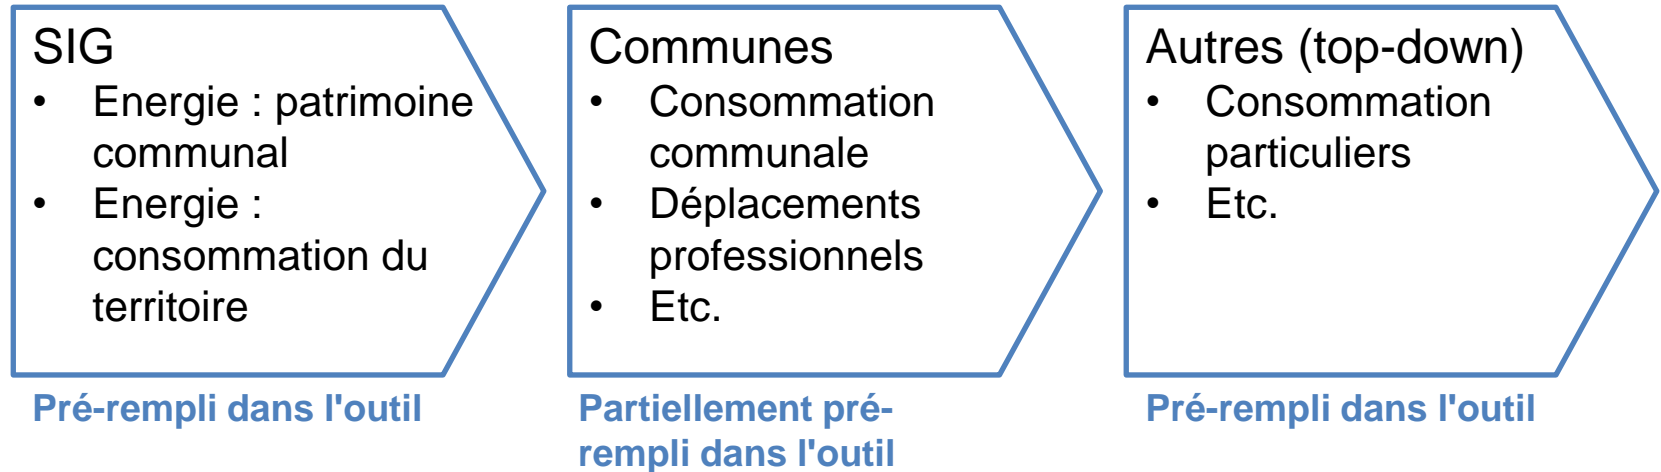 SIG
• Energie : patrimoine
communal
• Energie :
consommation du
territoire
Pré-rempli dans l'outil
Communes
• Consommation
communale
• Déplacements
professionnels
• Etc.
Partiellement pré-
rempli dans l'outil
Autres (top-down)
• Consommation
particuliers
• Etc.
Pré-rempli dans l'outil